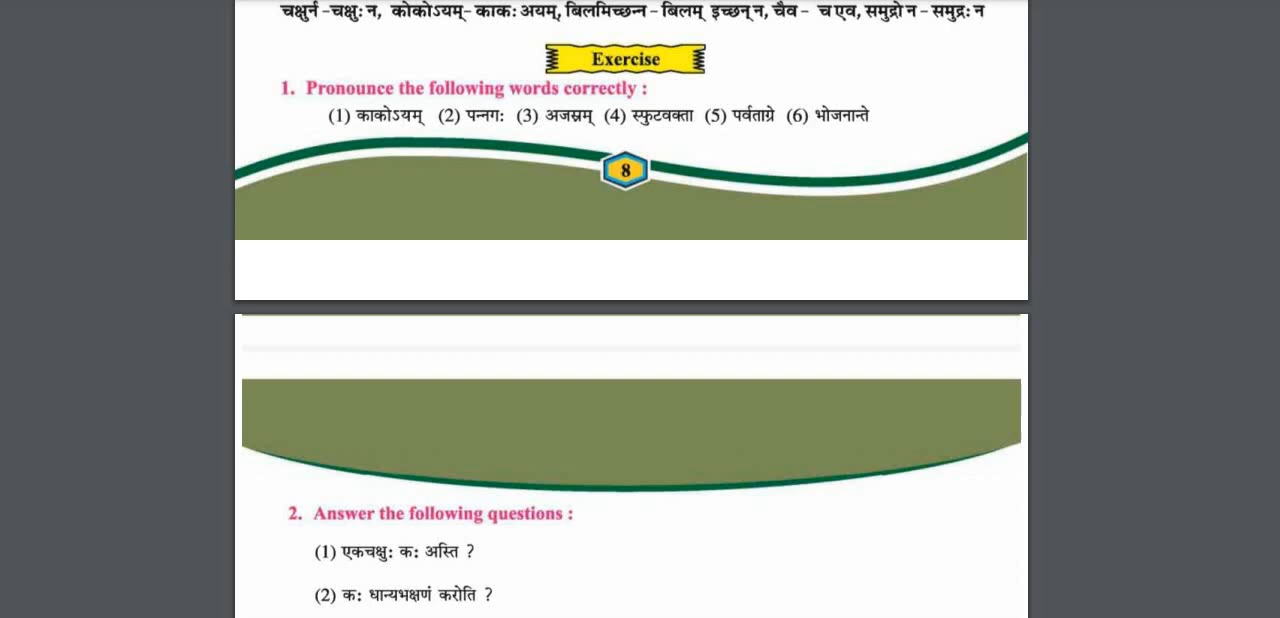 चक्षुर्न -चक्षु: न, कोकोऽयम्- काक: अयम्, बिलमिच्छन्न - बिलम् इच्छन् न, चैव - च एव, समुद्रो न - समुद्र: न
Exercise
1. Pronounce the following words correctly :
(1) काकोऽयम् (2) पन्नग: (3) अजस्रम् (4) स्फुटवक्ता (5) पर्वताग्रे (6) भोजनान्ते
8
2. Answer the following questions :
(1) एकचक्षु: क: अस्ति ?
(2) क: धान्यभक्षणं करोति ?